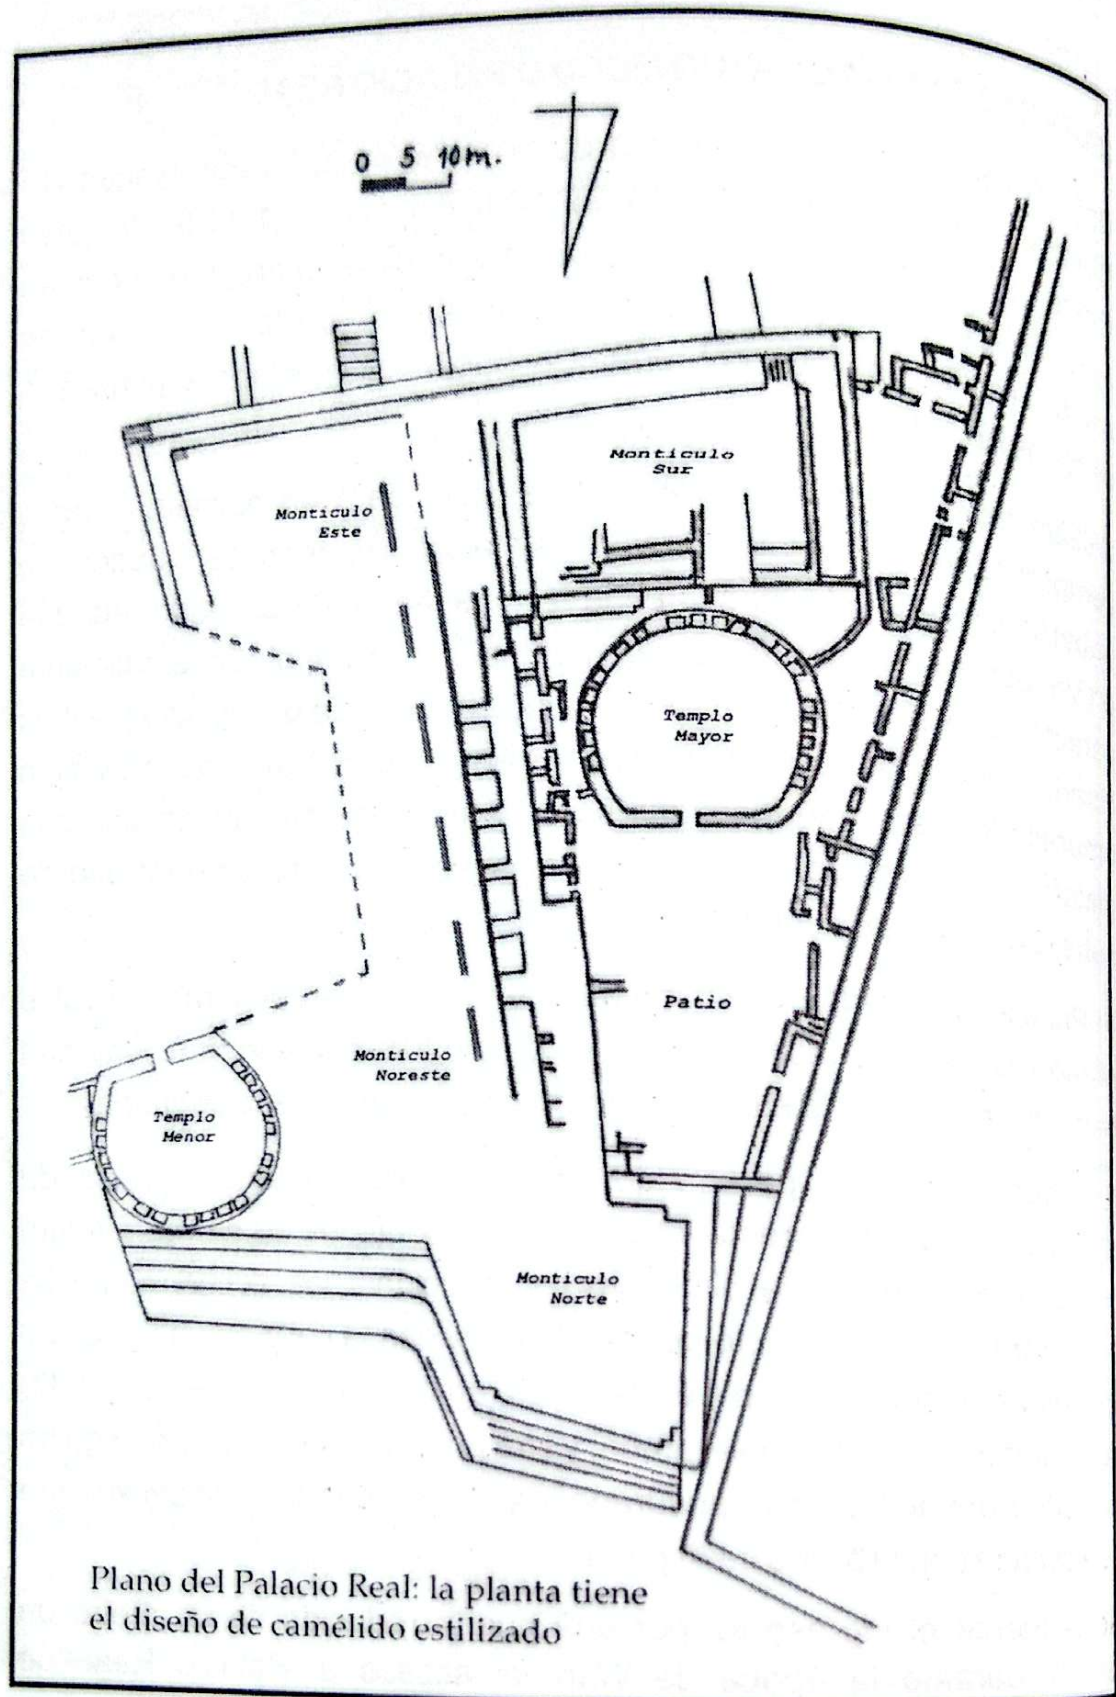 0 5 10m.
Montículo
Sur
Montículo
Este
Templo
Mayor
Patio
Montículo
Noreste
Templo
Menor
Montículo
Norte
Plano del Palacio Real: la planta tiene
el diseño de camélido estilizado